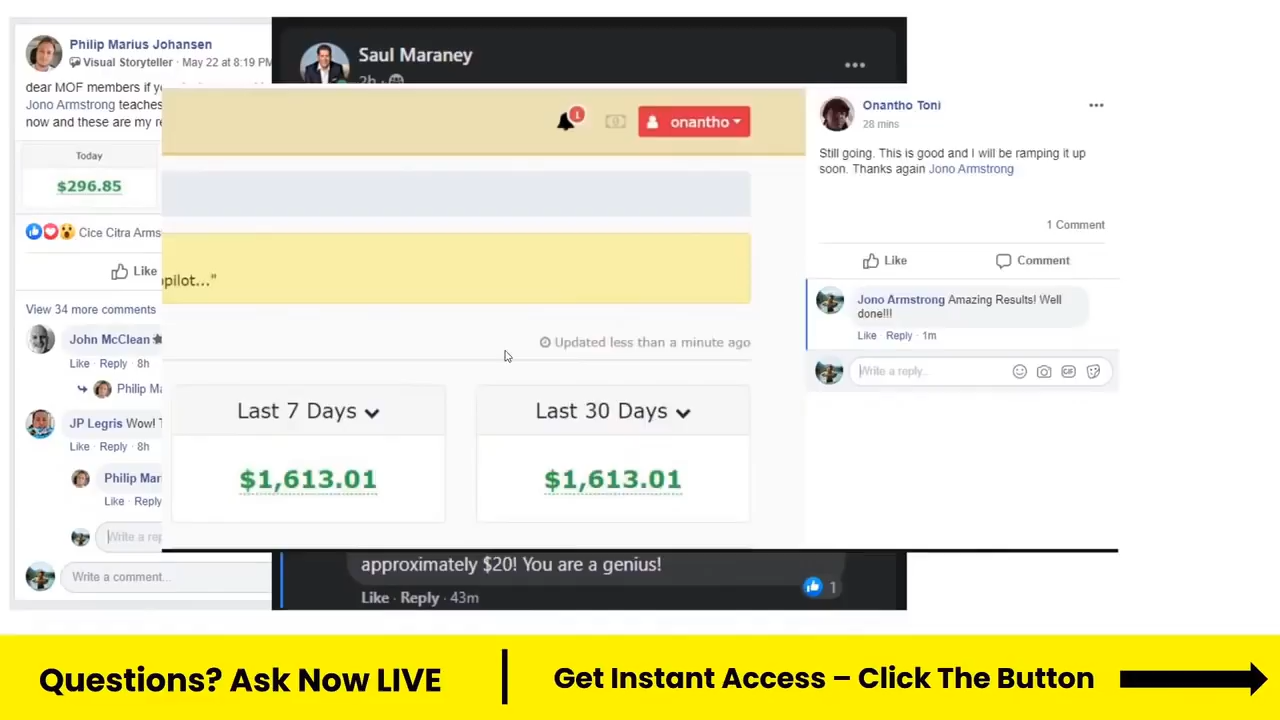 Philip Marius Johansen
Visual Storyteller · May 22 at 8:19 PM
dear MOF members if
Jono Armstrong teaches
now and these are my
Today
$296.85
Cice Citra Arms
Like
View 34 more comments
John McClean
Like · Reply · 8h
Philip Ma
JP Legris Wow!
Like · Reply · 8h
Philip Mar
Like · Reply
Write a rep
Write a comment...
Saul Maraney
2h
1
onantho
pilot..."
Updated less than a minute ago
Last 7 Days
Last 30 Days
$1,613.01
$1,613.01
approximately $20! You are a genius!
Like · Reply · 43m
1
Onantho Toni
28 mins
Still going. This is good and I will be ramping it up
soon. Thanks again Jono Armstrong
1 Comment
Like
Comment
Jono Armstrong Amazing Results! Well
done!!!
Like · Reply · 1m
Write a reply...
GIF
Questions? Ask Now LIVE
Get Instant Access – Click The Button